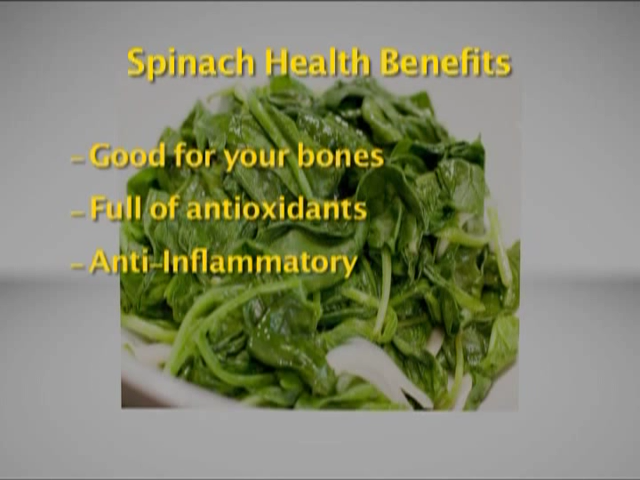 Spinach Health Benefits
- Good for your bones
- Full of antioxidants
- Anti-Inflammatory